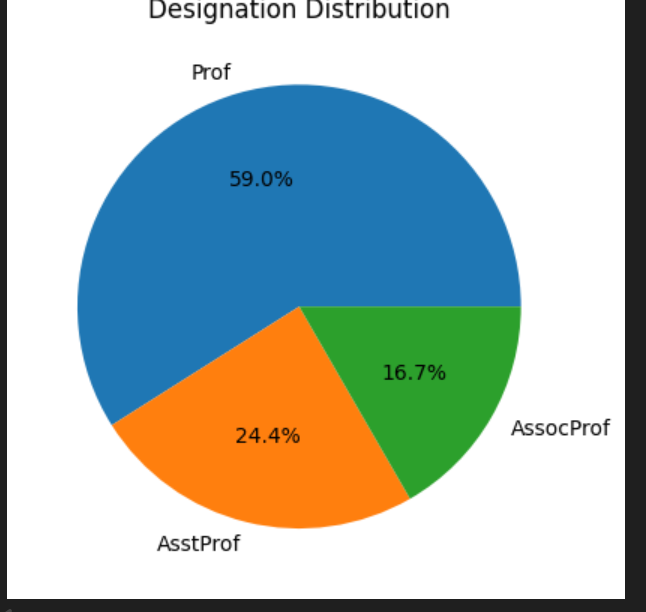 Designation Distribution
Prof
59.0%
16.7%
AssocProf
24.4%
AsstProf